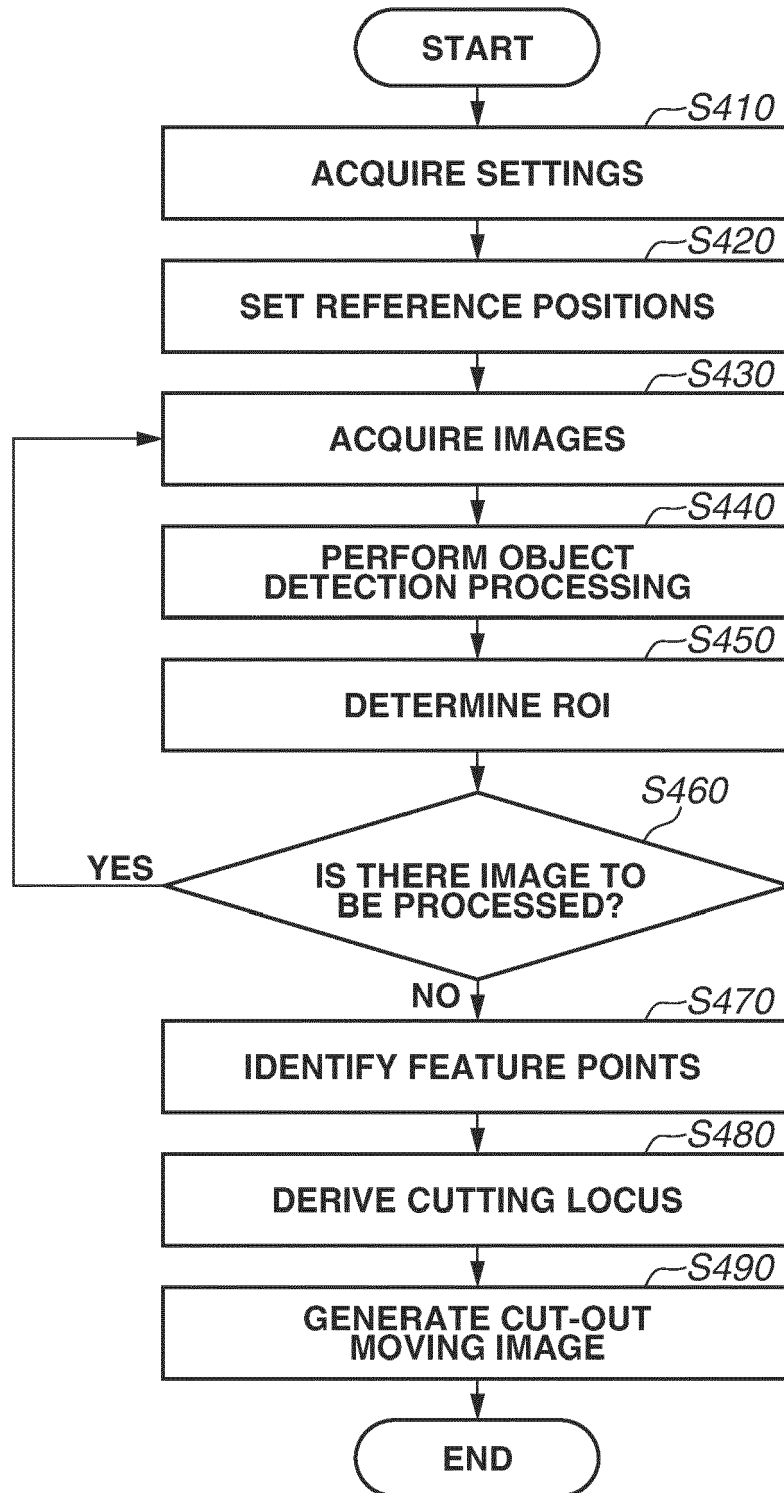 START
S410
ACQUIRE SETTINGS
S420
SET REFERENCE POSITIONS
S430
ACQUIRE IMAGES
S440
PERFORM OBJECT
DETECTION PROCESSING
S450
DETERMINE ROI
S460
YES
IS THERE IMAGE TO
BE PROCESSED?
NO
S470
IDENTIFY FEATURE POINTS
S480
DERIVE CUTTING LOCUS
S490
GENERATE CUT-OUT
MOVING IMAGE
END